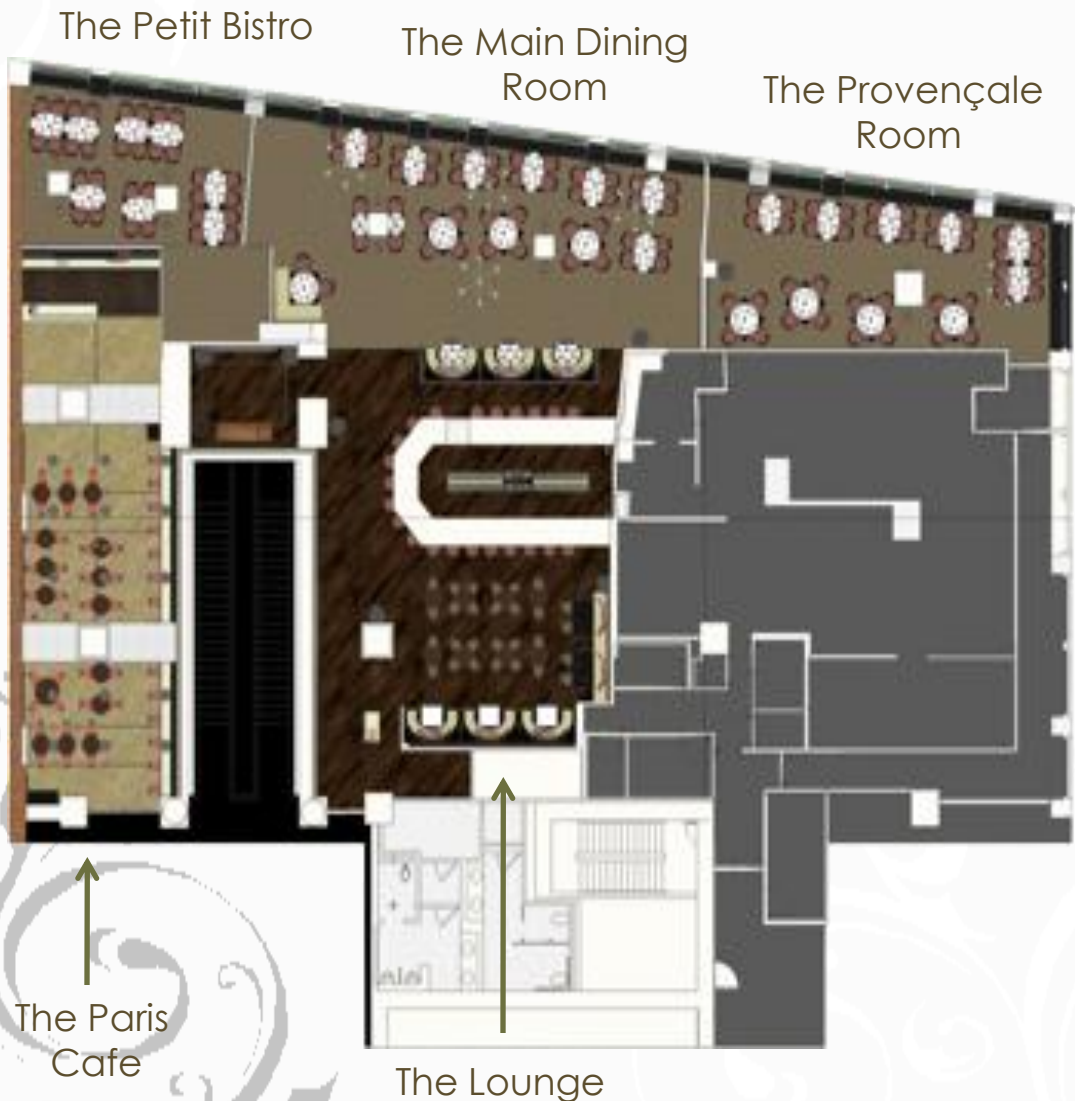 The Petit Bistro
The Main Dining
Room
The Provençale
Room
The Paris
Cafe
The Lounge